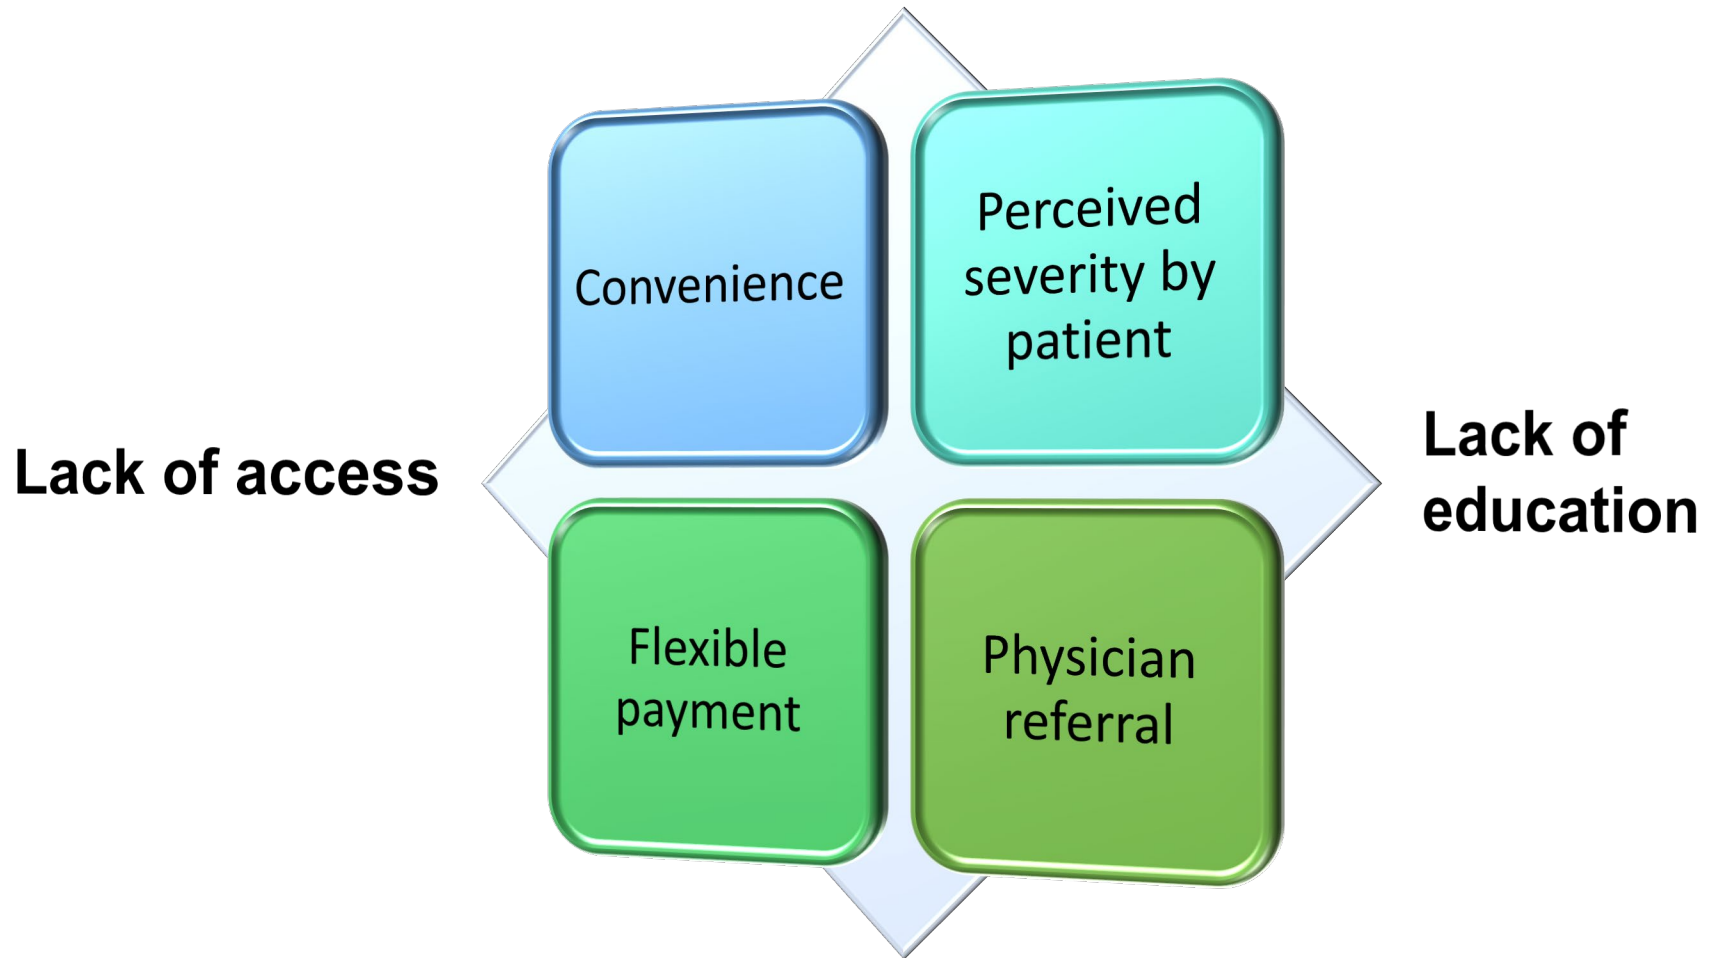 Convenience
Perceived
severity by
patient
Lack of access
Lack of
education
Flexible
payment
Physician
referral